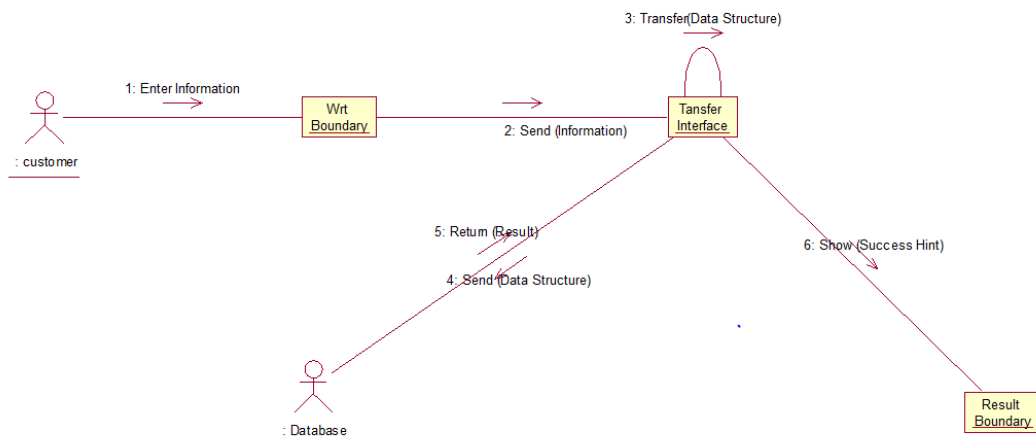 3: Transfer(Data Structure)
1: Enter Information
Wrt
Boundary
Tansfer
Interface
2: Send (Information)
: customer
5: Return (Result)
6: Show (Success Hint)
4: Send (Data Structure)
Result
Boundary
: Database